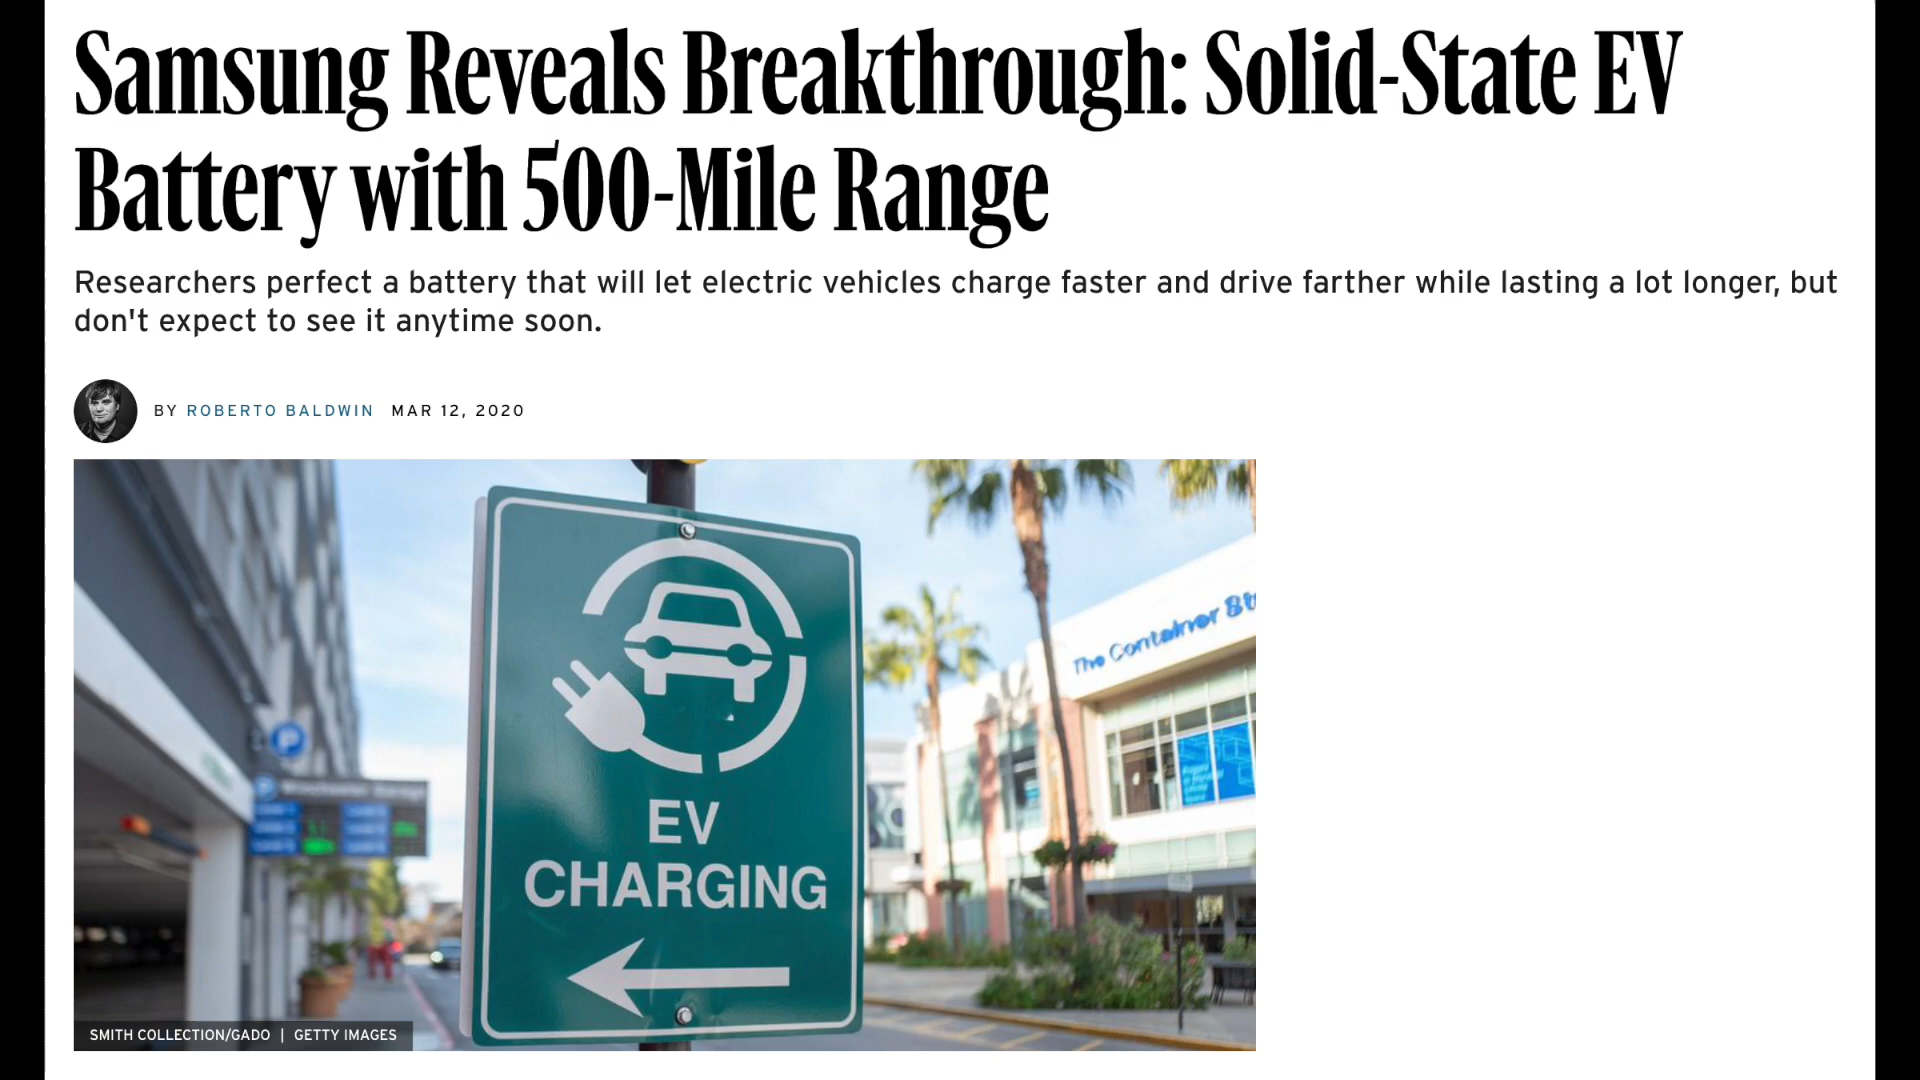 Samsung Reveals Breakthrough: Solid-State EV
Battery with 500-Mile Range
Researchers perfect a battery that will let electric vehicles charge faster and drive farther while lasting a lot longer, but
don't expect to see it anytime soon.
BY ROBERTO BALDWIN MAR 12, 2020
The Container St
P
EV
CHARGING
SMITH COLLECTION/GADO | GETTY IMAGES